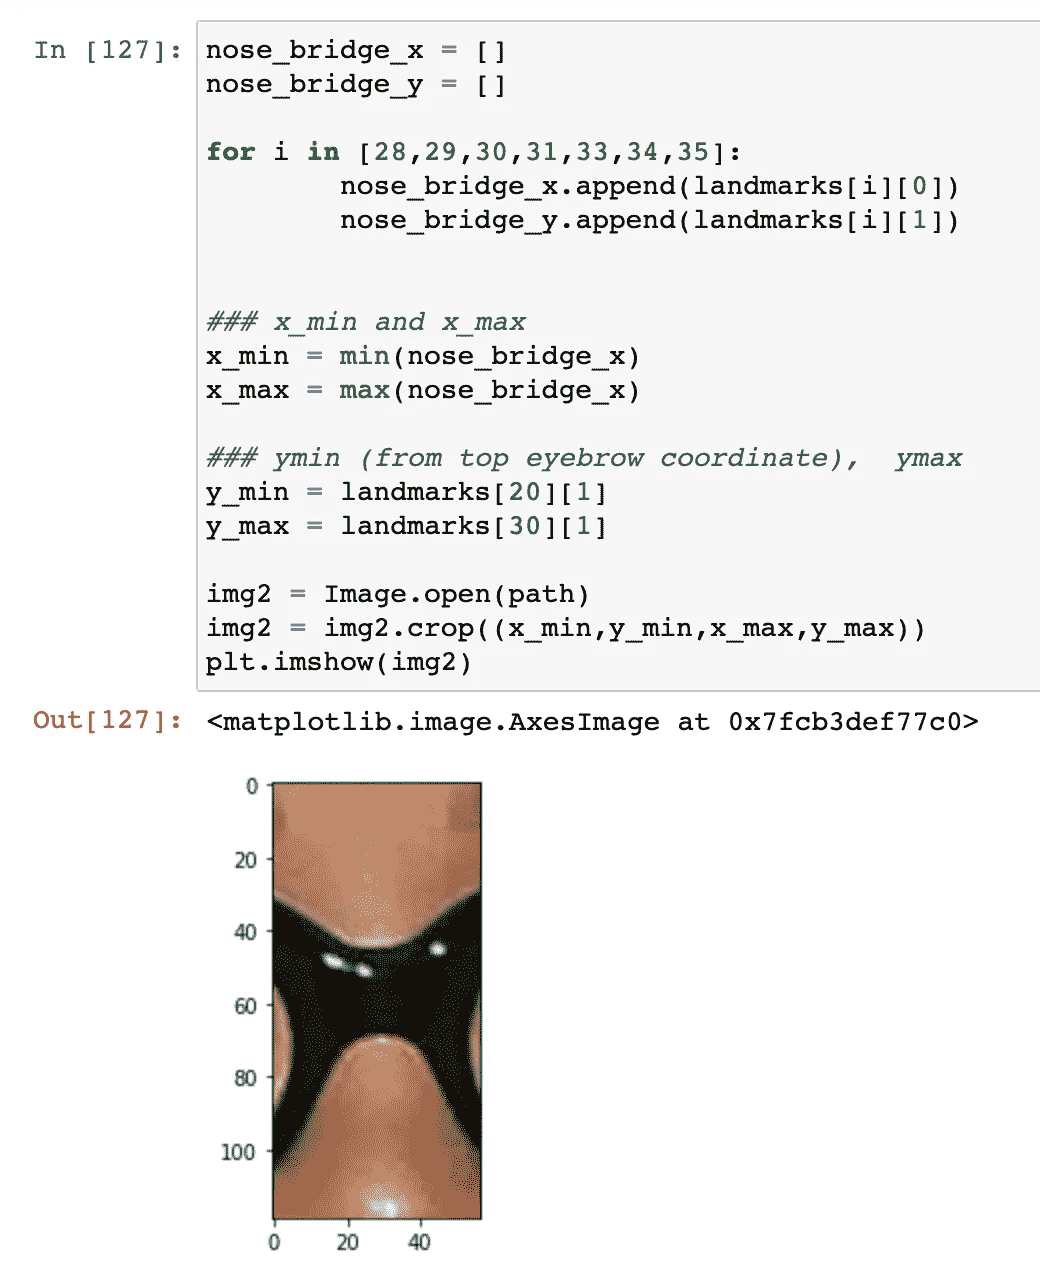 In [127]: nose_bridge_x = []
nose_bridge_y = []
for i in [28,29,30,31,33,34,35]:
nose_bridge_x.append(landmarks[i][0])
nose_bridge_y.append(landmarks[i][1])
### x_min and x_max
x_min = min(nose_bridge_x)
x_max = max(nose_bridge_x)
### ymin (from top eyebrow coordinate),  ymax
y_min = landmarks[20][1]
y_max = landmarks[30][1]
img2 = Image.open(path)
img2 = img2.crop((x_min,y_min,x_max,y_max))
plt.imshow(img2)
Out[127]: <matplotlib.image.AxesImage at 0x7fcb3def77c0>
0
20
40
60
80
100
0 20 40